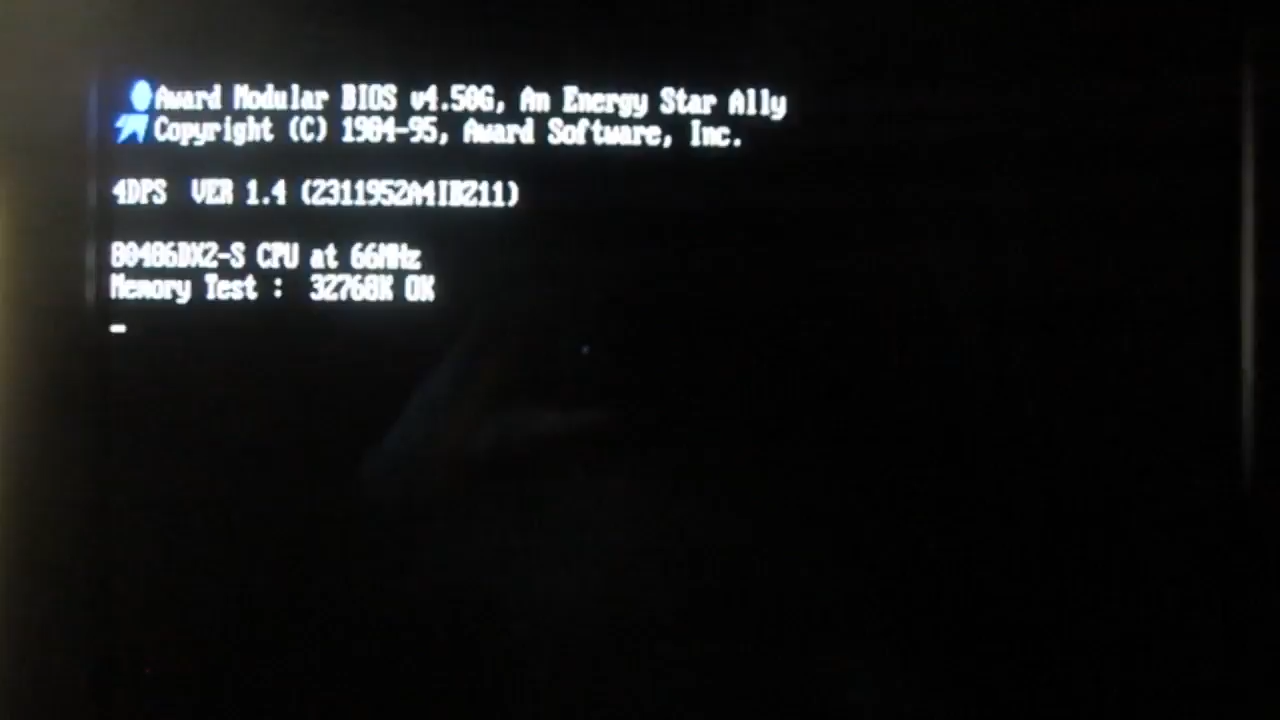 Award Modular BIOS v4.50G, An Energy Star Ally
Copyright (C) 1984-95, Award Software, Inc.
4DPS VER 1.4 (2311952A4IBZ11)
80486DX2-S CPU at 66MHz
Memory Test : 32768K OK